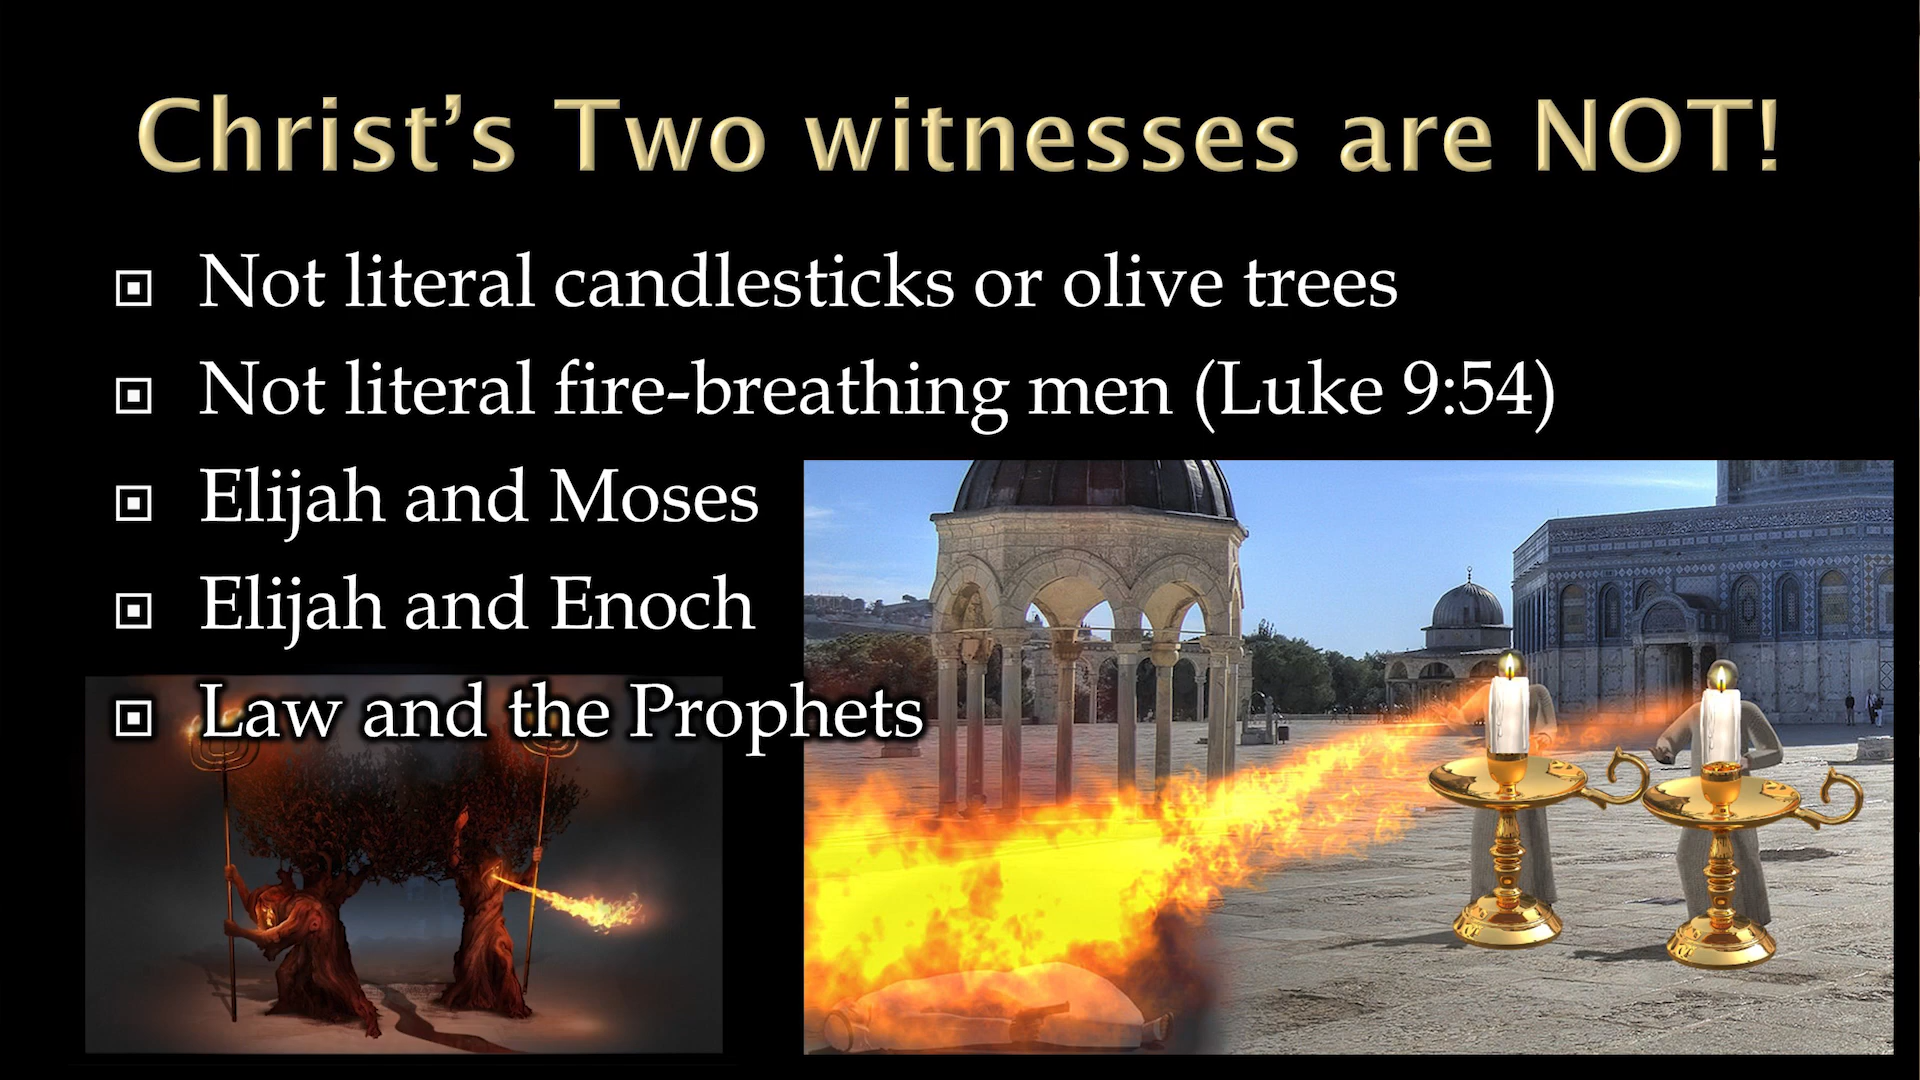 Christ’s Two witnesses are NOT!
Not literal candlesticks or olive trees
Not literal fire-breathing men (Luke 9:54)
Elijah and Moses
Elijah and Enoch
Law and the Prophets